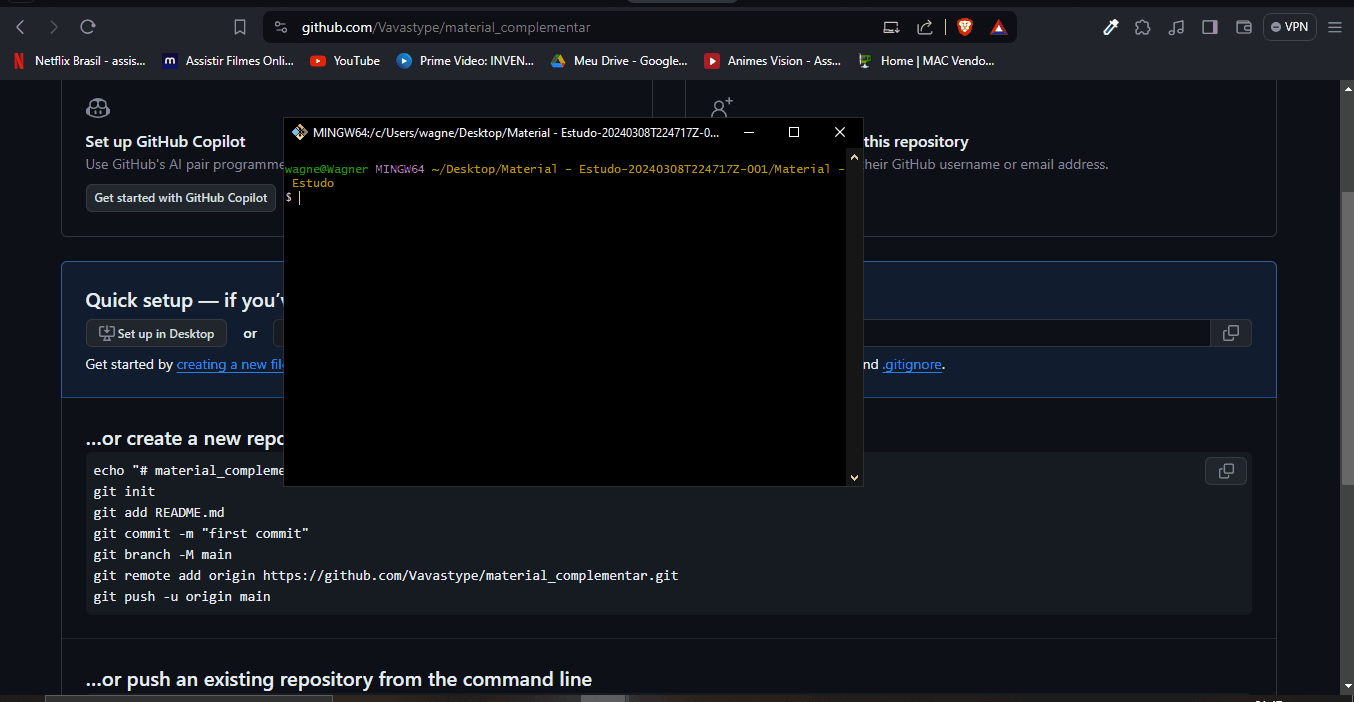 github.com/Vavastype/material_complementar
VPN
Netflix Brasil - assis...
Assistir Filmes Onli...
YouTube
Prime Video: INVEN...
Meu Drive - Google...
Animes Vision - Ass...
Home | MAC Vendo...
Set up GitHub Copilot
Use GitHub's AI pair programme
Get started with GitHub Copilot
this repository
their GitHub username or email address.
MINGW64:/c/Users/wagne/Desktop/Material - Estudo-20240308T224717Z-0...
wagne@Wagner MINGW64 ~/Desktop/Material - Estudo-20240308T224717Z-001/Material -
Estudo
$
Quick setup — if you'v
Set up in Desktop
or
Get started by creating a new file
nd .gitignore.
...or create a new repo
echo "# material_compleme
git init
git add README.md
git commit -m "first commit"
git branch -M main
git remote add origin https://github.com/Vavastype/material_complementar.git
git push -u origin main
...or push an existing repository from the command line